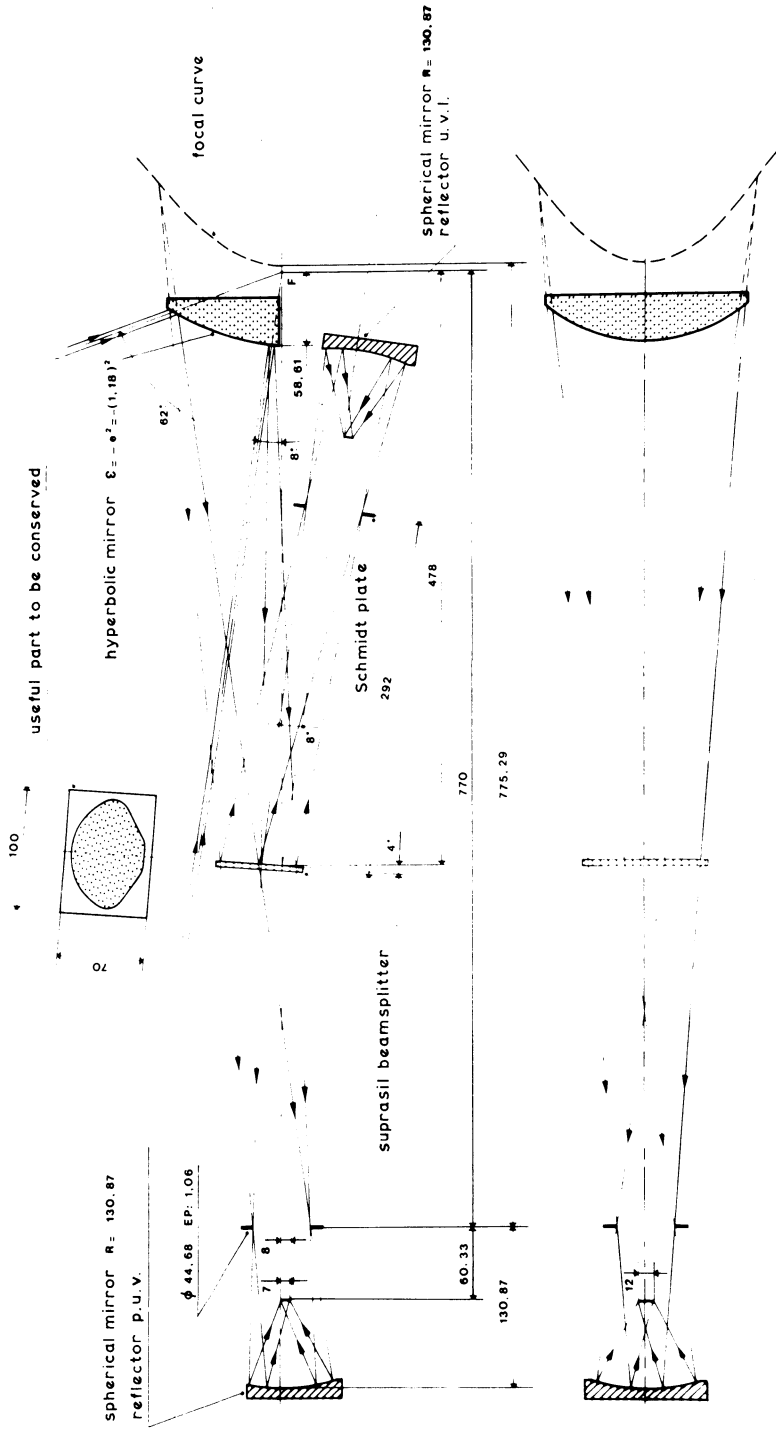 spherical mirror R= 130.87
reflector p.u.v.
ϕ 44.68 EP: 1.06
7
8
60.33
130.87
12
suprasil beamsplitter
70
100
useful part to be conserved
hyperbolic mirror ε= - e² = -(1.18)²
62°
8°
8°
58.61
F
Schmidt plate
292
478
4°
770
775.29
focal curve
spherical mirror R= 130.87
reflector u.v.l.